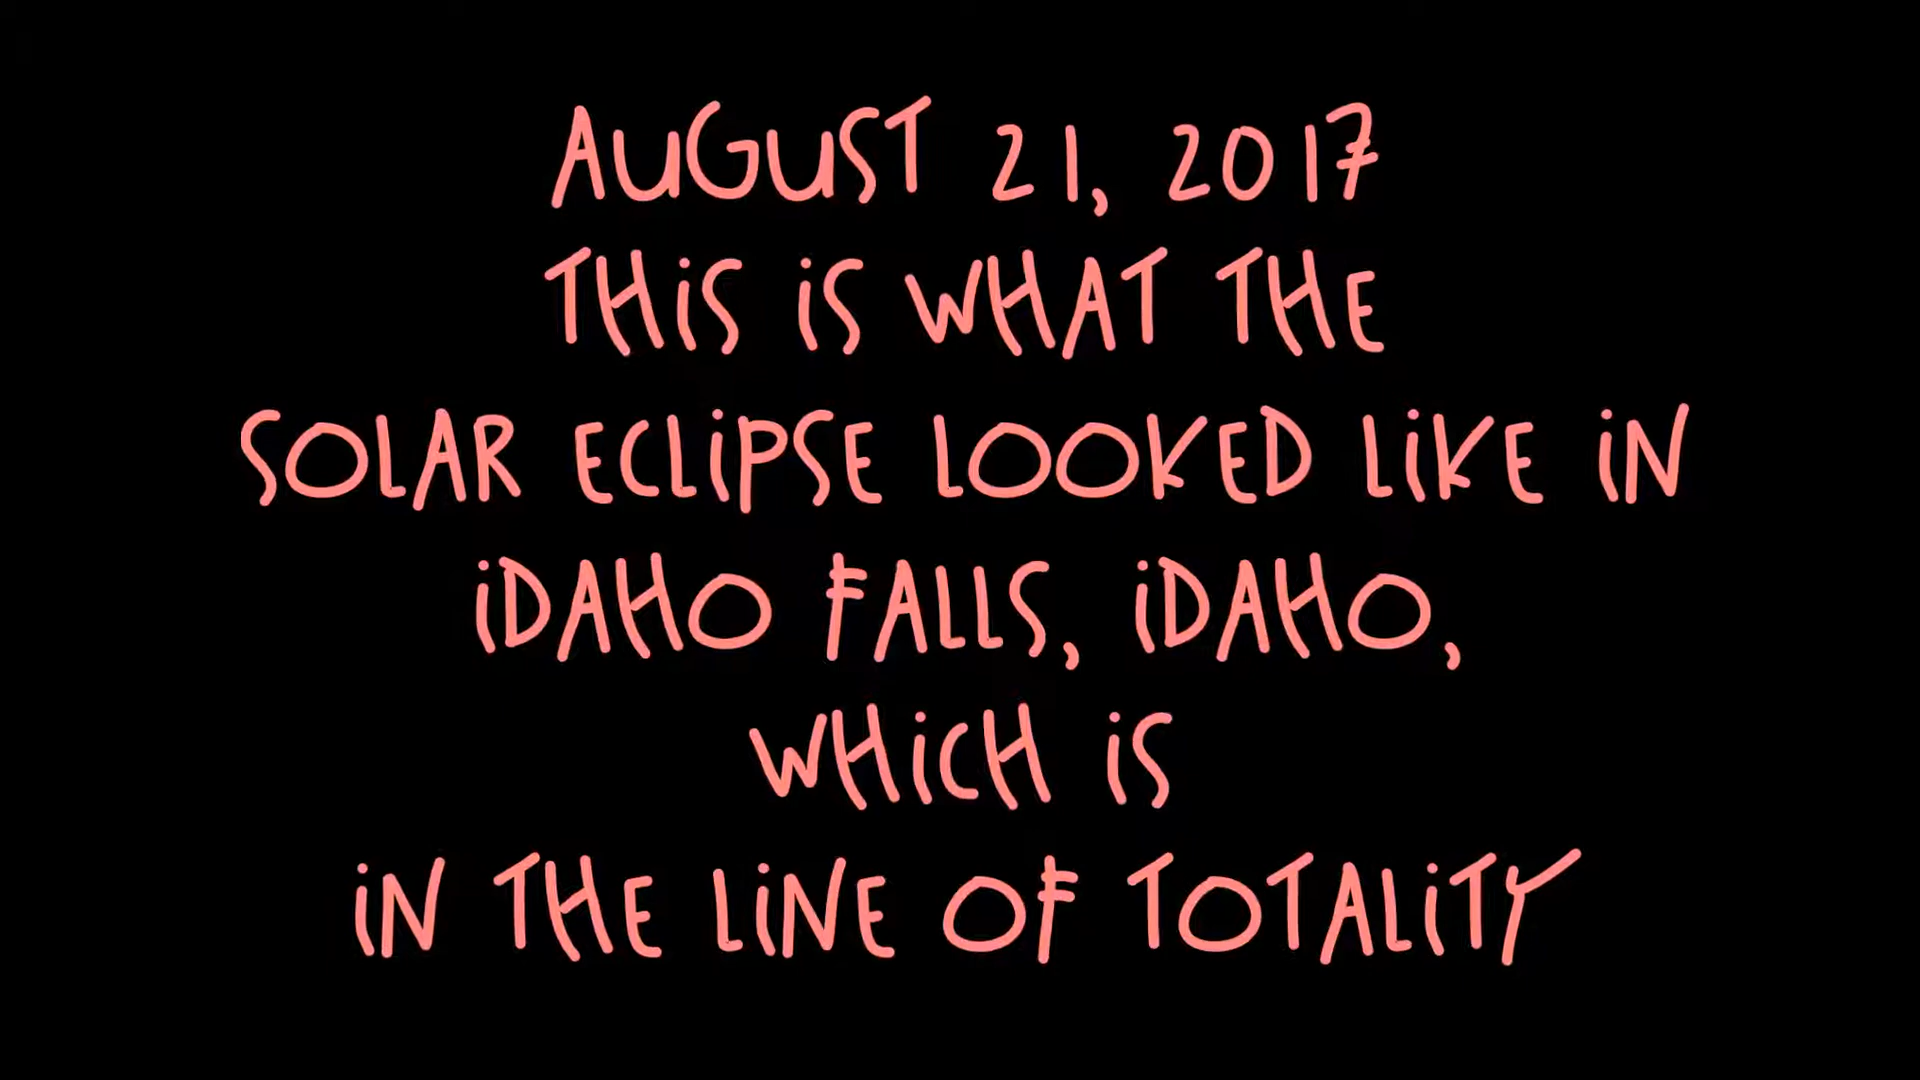 AUGUST 21, 2017
THiS iS WHAT THE
SOLAR ECLiPSE LOOKED LiKE iN
iDAHO FALLS, iDAHO,
WHiCH iS
iN THE LiNE OF TOTALiTY